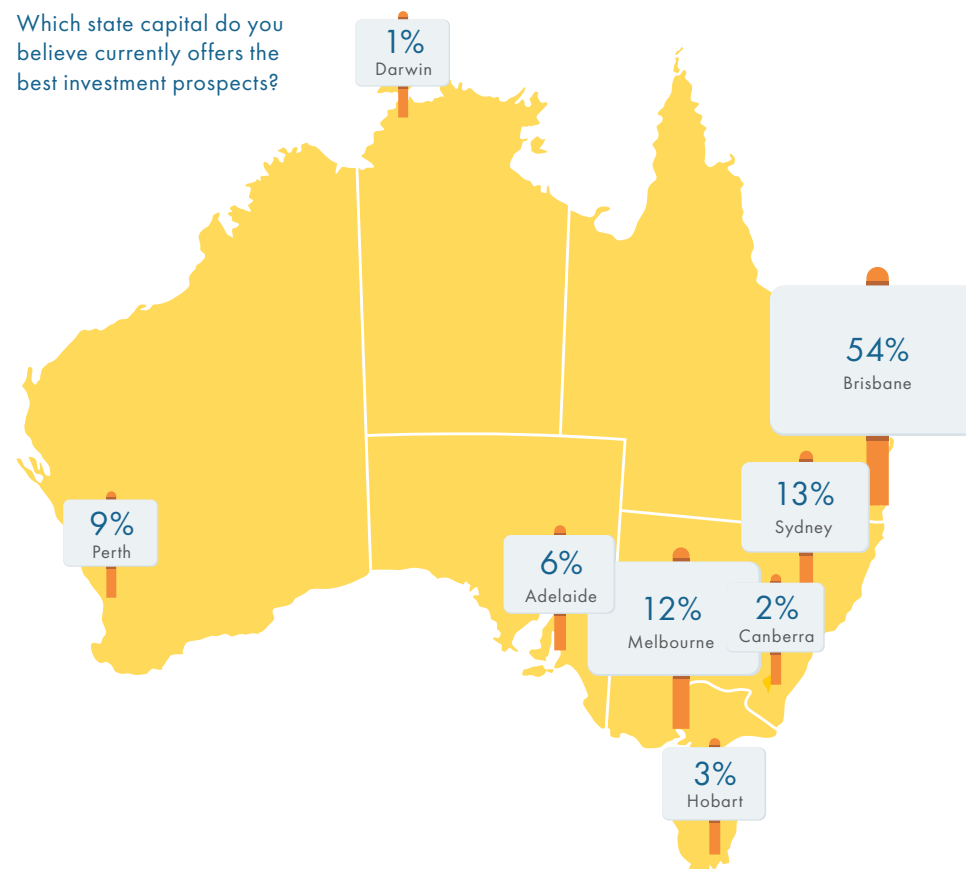 Which state capital do you
believe currently offers the
best investment prospects?
1%
Darwin
54%
Brisbane
13%
Sydney
9%
Perth
6%
Adelaide
12%
Melbourne
2%
Canberra
3%
Hobart